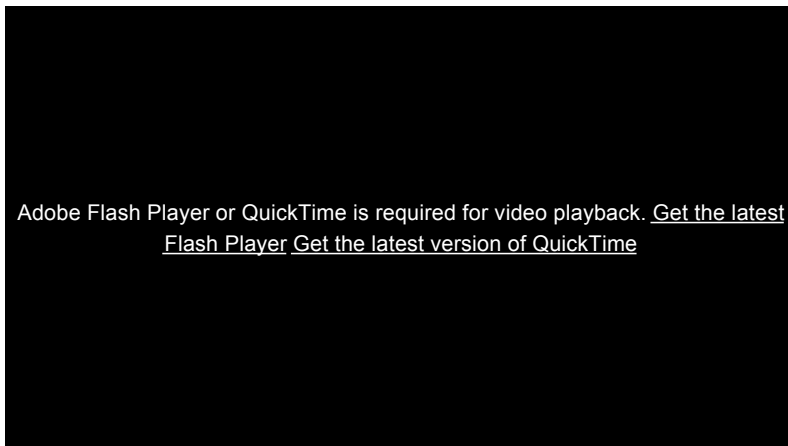 Adobe Flash Player or QuickTime is required for video playback. Get the latest
Flash Player Get the latest version of QuickTime